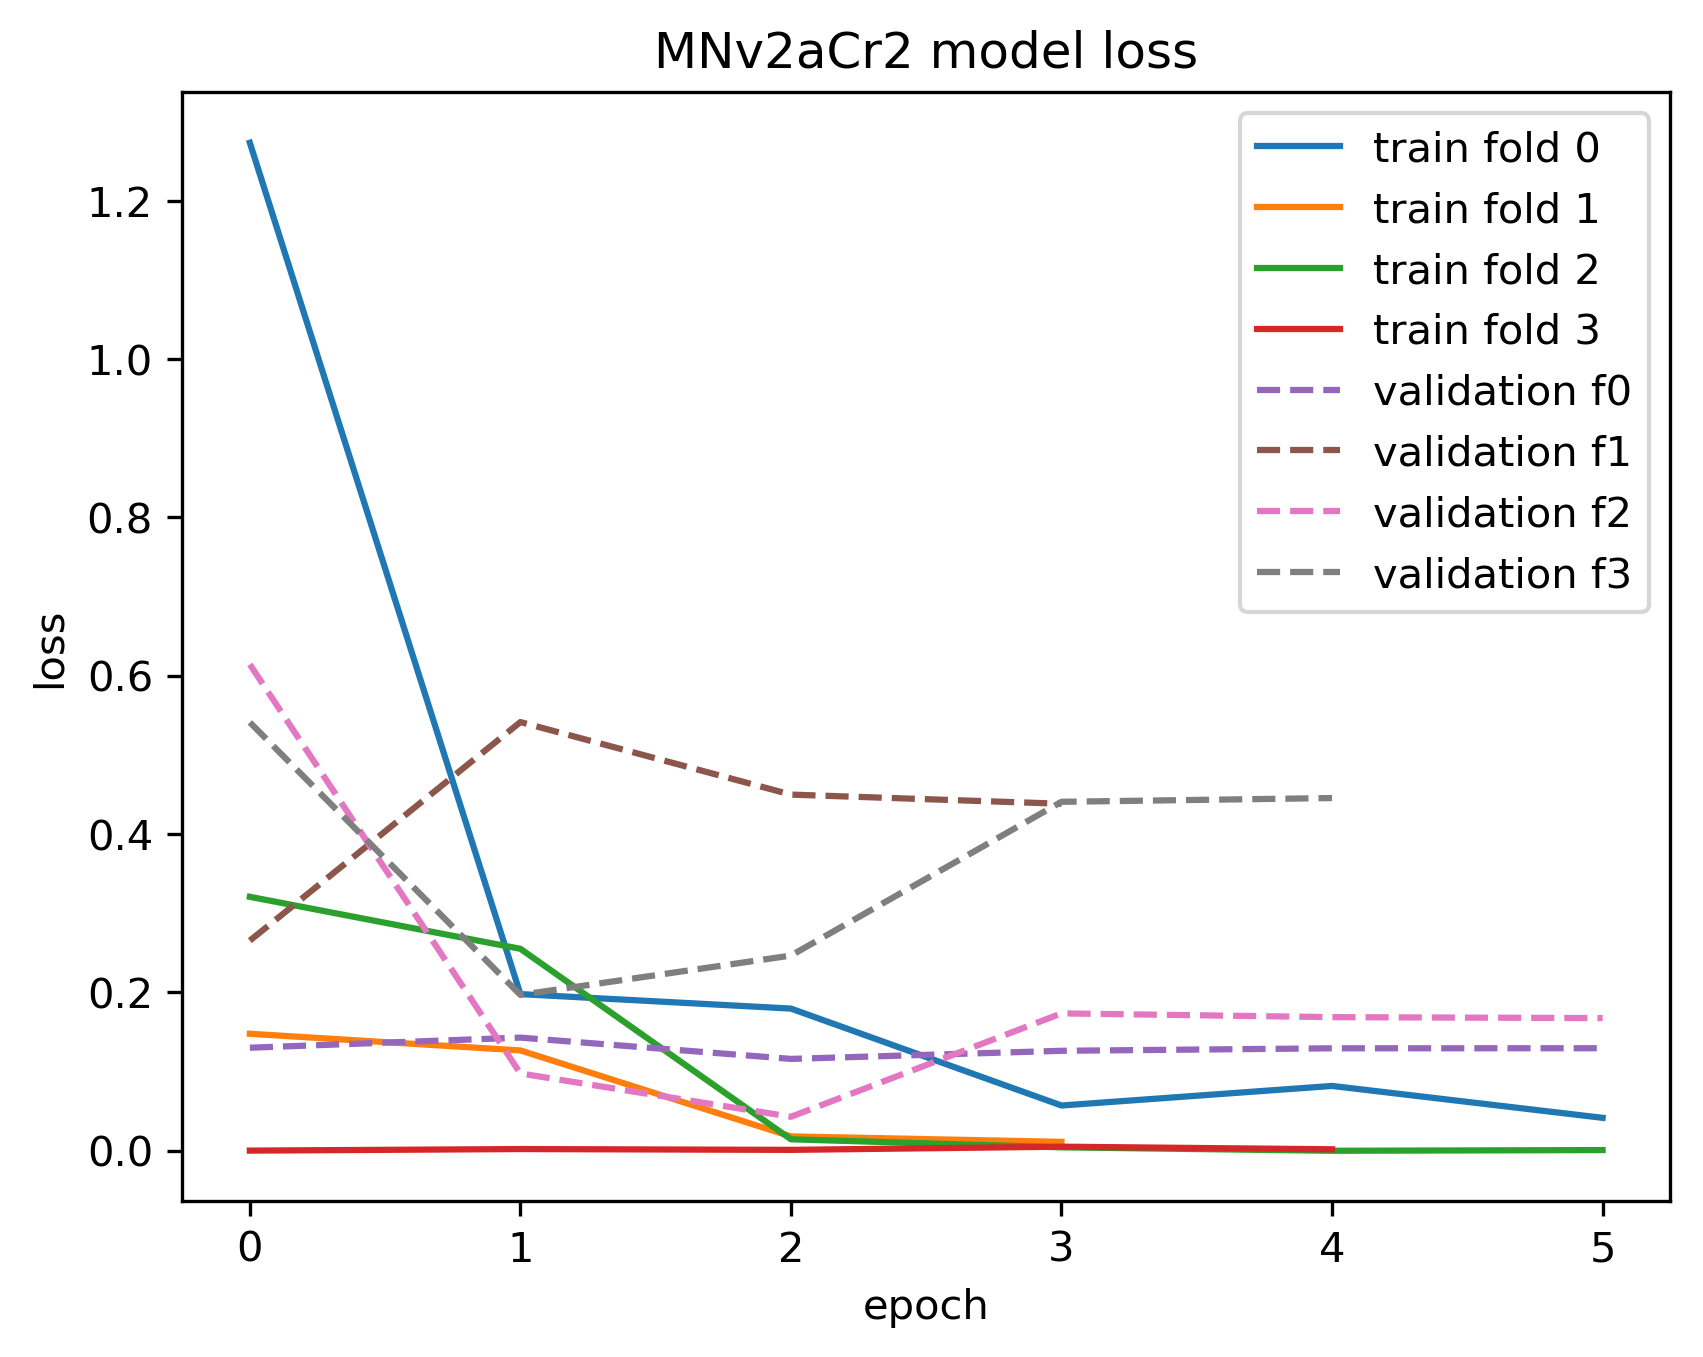 MNv2aCr2 model loss
train fold 0
train fold 1
train fold 2
train fold 3
validation f0
validation f1
validation f2
validation f3
loss
1.2
1.0
0.8
0.6
0.4
0.2
0.0
0 1 2 3 4 5
epoch